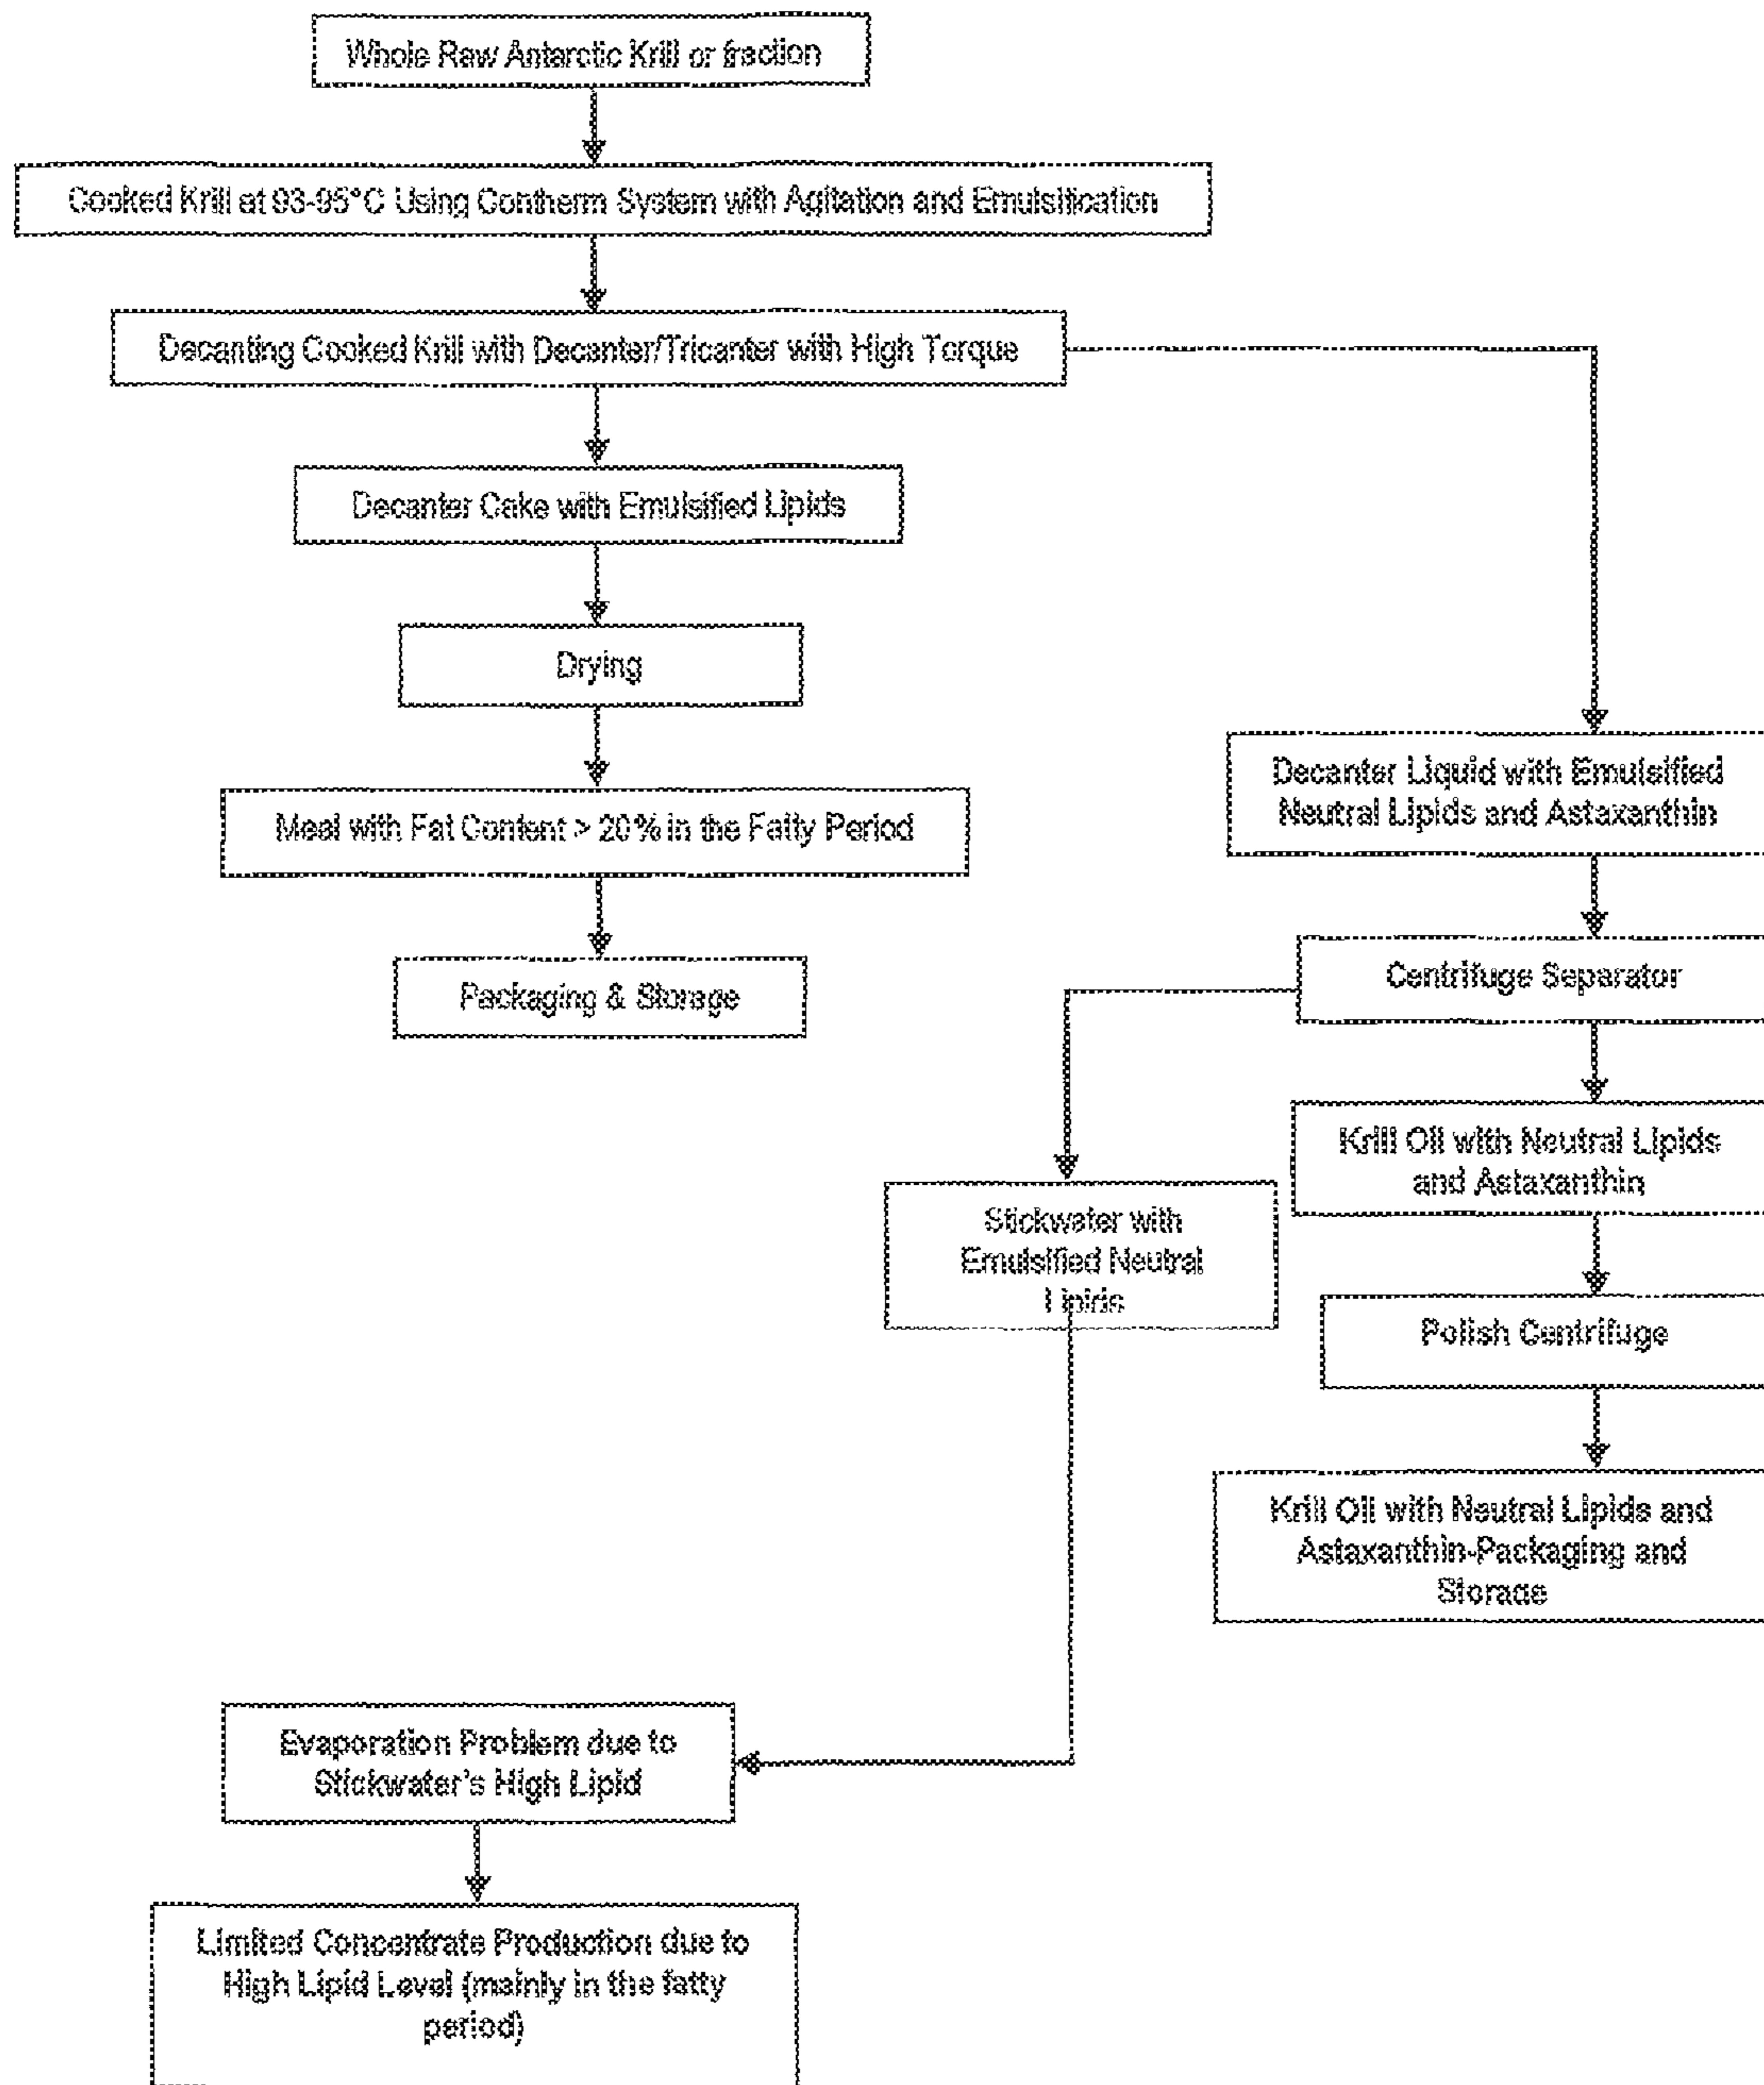 Whole Raw Antarctic Krill or fraction
Cooked Krill at 93-95°C Using Contherm System with Agitation and Emulsification
Decanting Cooked Krill with Decanter/Tricanter with High Torque
Decanter Cake with Emulsified Lipids
Drying
Meal with Fat Content > 20% in the Fatty Period
Packaging & Storage
Decanter Liquid with Emulsified
Neutral Lipids and Astaxanthin
Centrifuge Separator
Krill Oil with Neutral Lipids
and Astaxanthin
Stickwater with
Emulsified Neutral
Lipids
Polish Centrifuge
Krill Oil with Neutral Lipids and
Astaxanthin-Packaging and
Storage
Evaporation Problem due to
Stickwater's High Lipid
Limited Concentrate Production due to
High Lipid Level (mainly in the fatty
period)